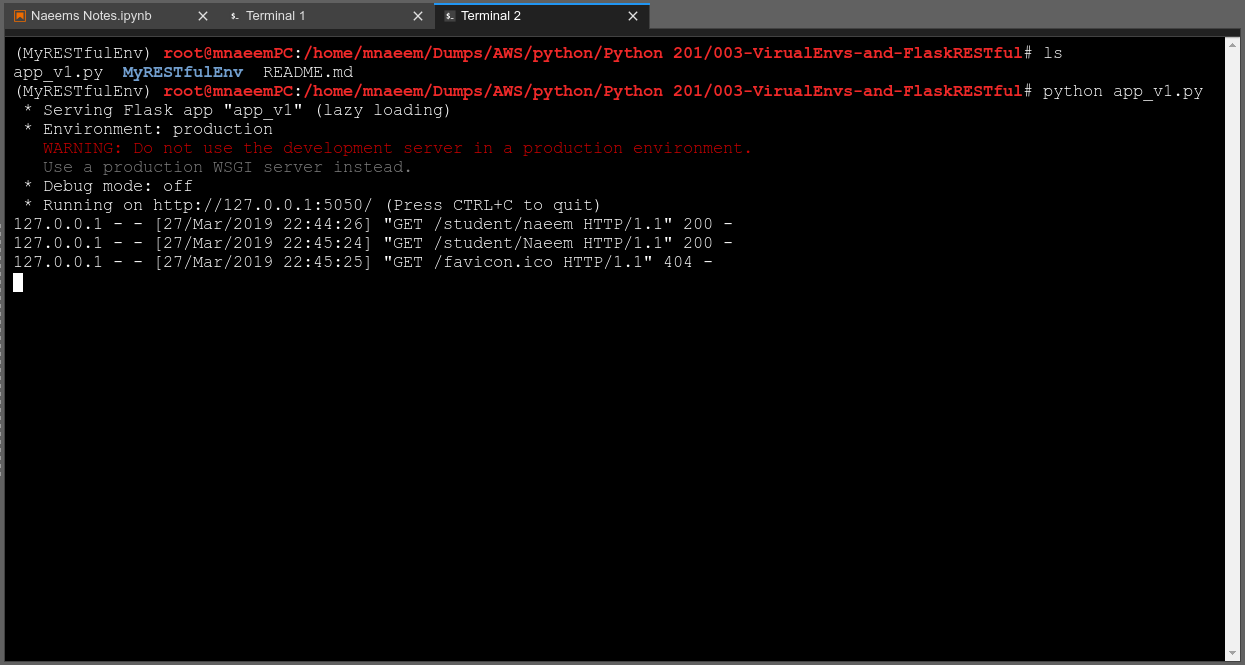 Naeems Notes.ipynb
Terminal 1
Terminal 2
(MyRESTfulEnv) root@mnaeemPC:/home/mnaeem/Dumps/AWS/python/Python 201/003-VirualEnvs-and-FlaskRESTful# ls
app_v1.py  MyRESTfulEnv  README.md
(MyRESTfulEnv) root@mnaeemPC:/home/mnaeem/Dumps/AWS/python/Python 201/003-VirualEnvs-and-FlaskRESTful# python app_v1.py
 * Serving Flask app "app_v1" (lazy loading)
 * Environment: production
   WARNING: Do not use the development server in a production environment.
   Use a production WSGI server instead.
 * Debug mode: off
 * Running on http://127.0.0.1:5050/ (Press CTRL+C to quit)
127.0.0.1 - - [27/Mar/2019 22:44:26] "GET /student/naeem HTTP/1.1" 200 -
127.0.0.1 - - [27/Mar/2019 22:45:24] "GET /student/Naeem HTTP/1.1" 200 -
127.0.0.1 - - [27/Mar/2019 22:45:25] "GET /favicon.ico HTTP/1.1" 404 -